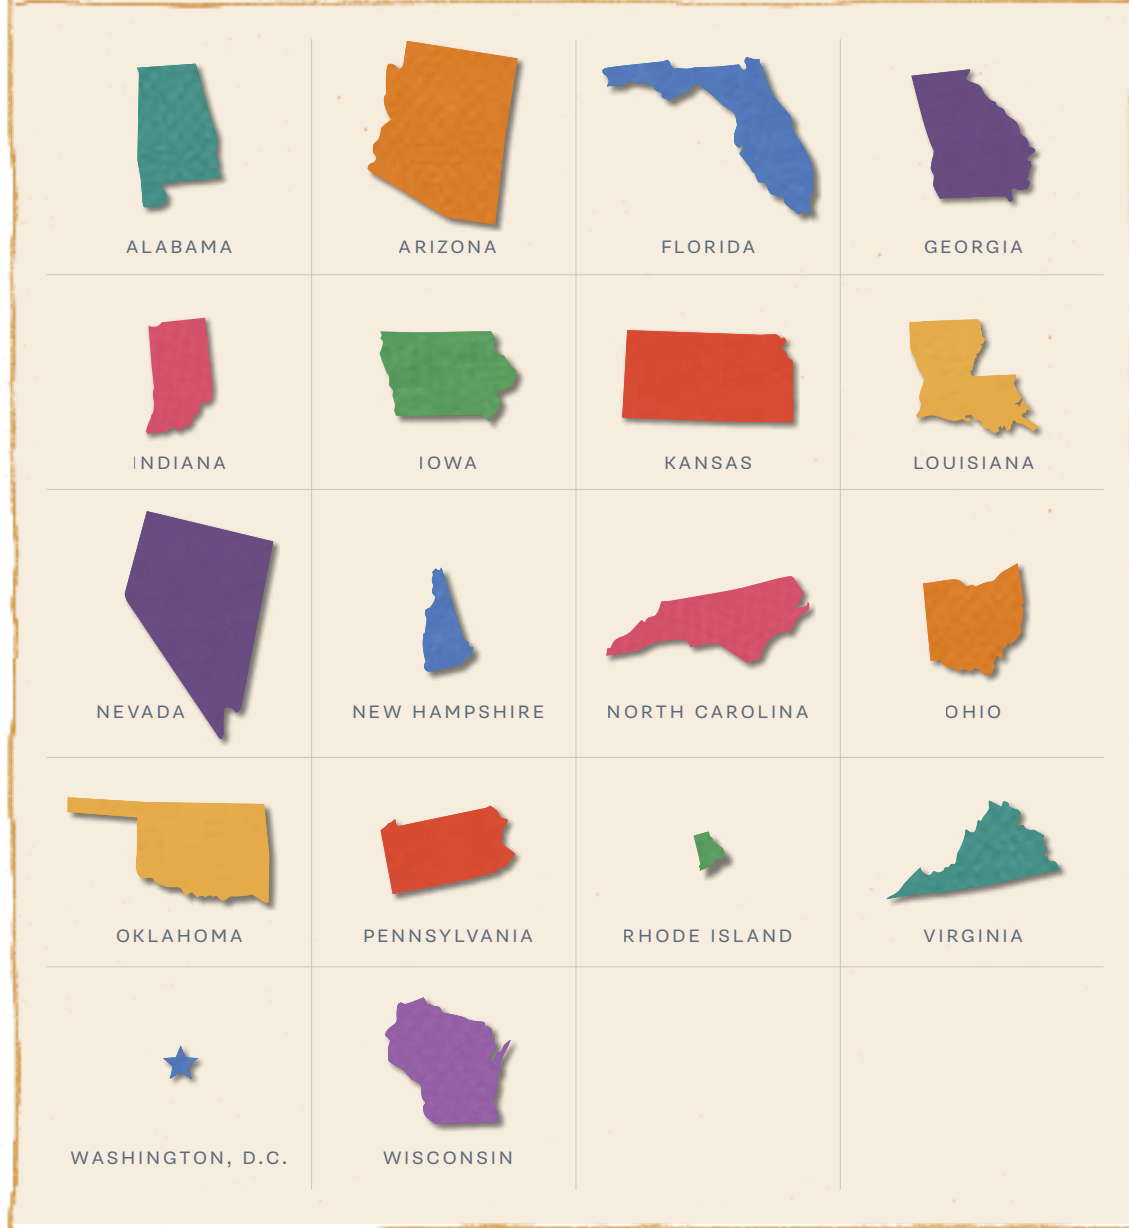 ALABAMA
ARIZONA
FLORIDA
GEORGIA
INDIANA
IOWA
KANSAS
LOUISIANA
NEVADA
NEW HAMPSHIRE
NORTH CAROLINA
OHIO
OKLAHOMA
PENNSYLVANIA
RHODE ISLAND
VIRGINIA
WASHINGTON, D.C.
WISCONSIN